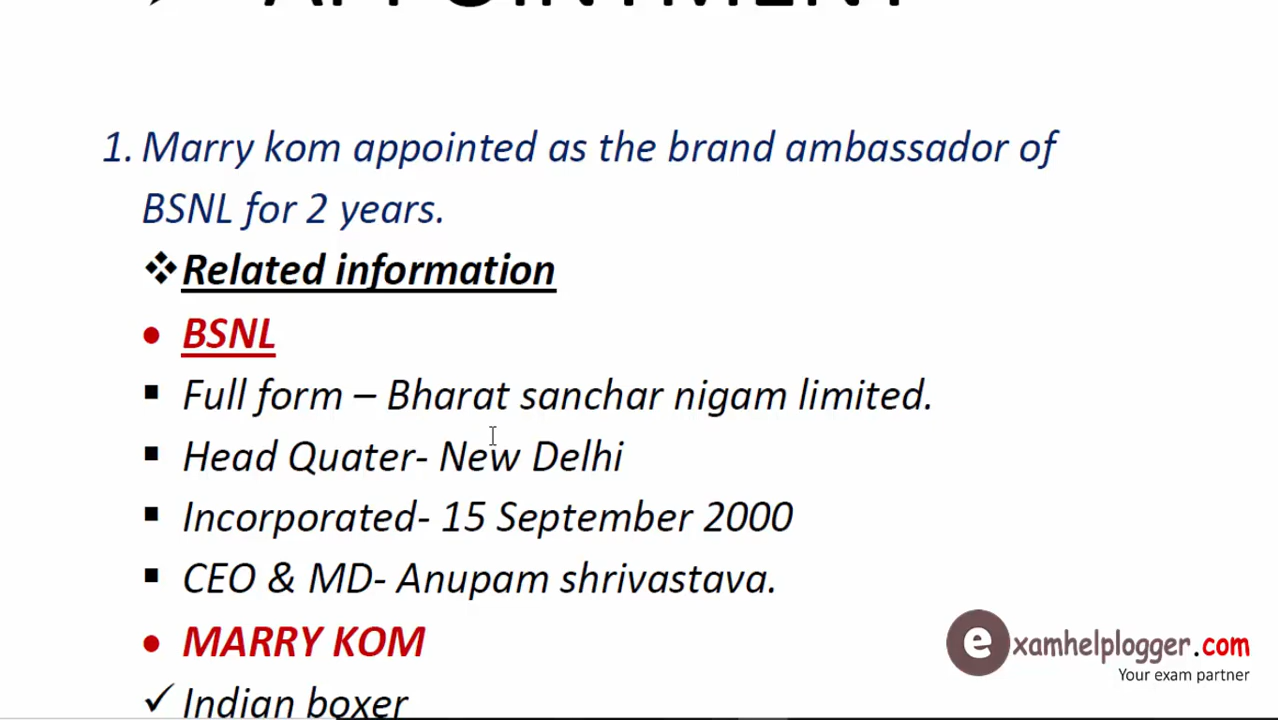 APPOINTMENT
1. Marry kom appointed as the brand ambassador of
BSNL for 2 years.
❖ Related information
• BSNL
▪ Full form – Bharat sanchar nigam limited.
▪ Head Quater- New Delhi
▪ Incorporated- 15 September 2000
▪ CEO & MD- Anupam shrivastava.
• MARRY KOM
✓ Indian boxer
examhelplogger.com
Your exam partner